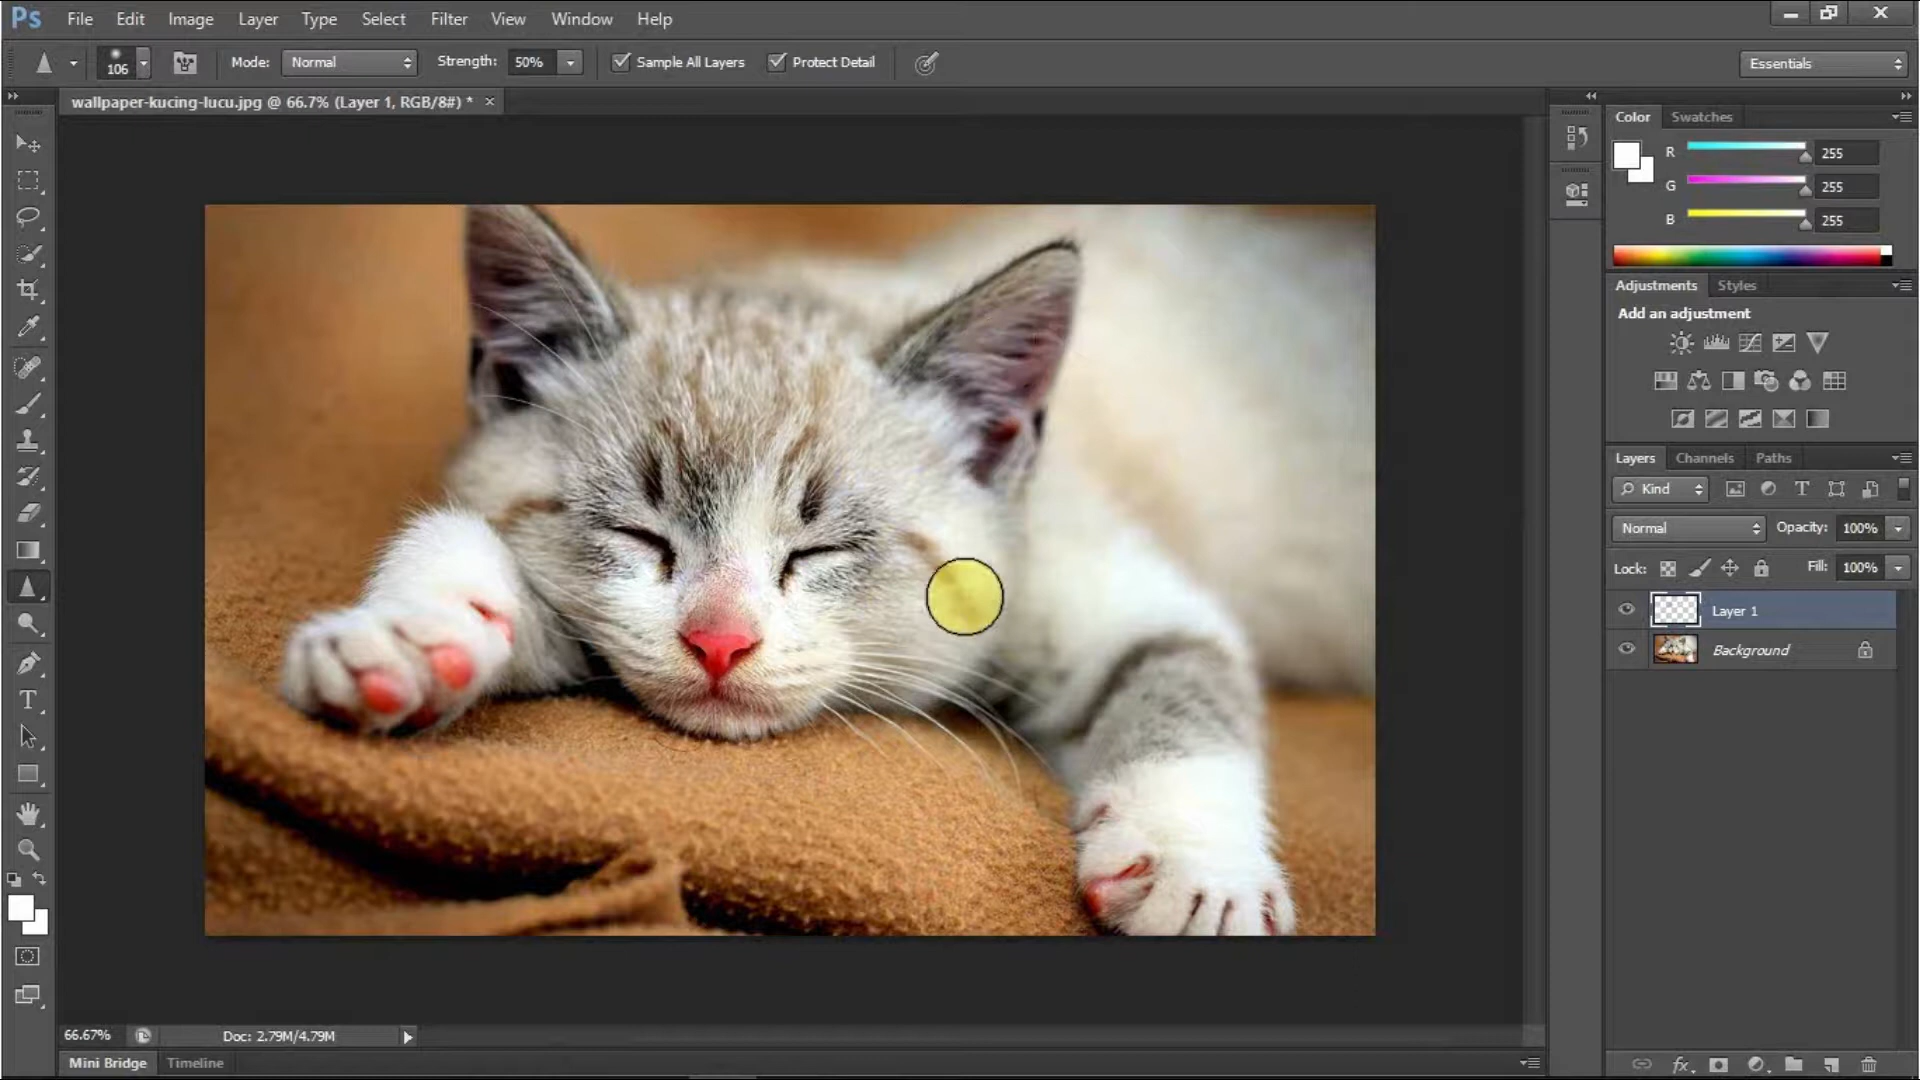 Ps File Edit Image Layer Type Select Filter View Window Help
106 Mode: Normal Strength: 50% Sample All Layers Protect Detail Essentials
wallpaper-kucing-lucu.jpg @ 66.7% (Layer 1, RGB/8#) * ×
Color Swatches
R 255
G 255
B 255
Adjustments Styles
Add an adjustment
Layers Channels Paths
Kind
Normal Opacity: 100%
Lock: Fill: 100%
Layer 1
Background
66.67% Doc: 2.79M/4.79M
Mini Bridge Timeline